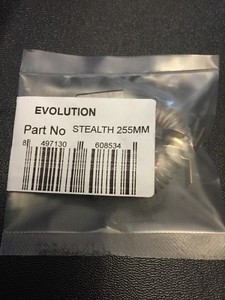 EVOLUTION
Part No STEALTH 255MM
8 497130 608534